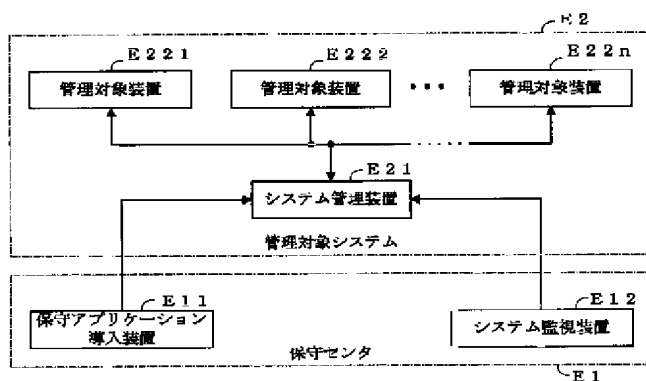 E2
E221
E222
E22n
管理対象装置
管理対象装置
・・・
管理対象装置
E21
システム管理装置
管理対象システム
E11
E12
保守アプリケーション
導入装置
システム監視装置
保守センタ
E1